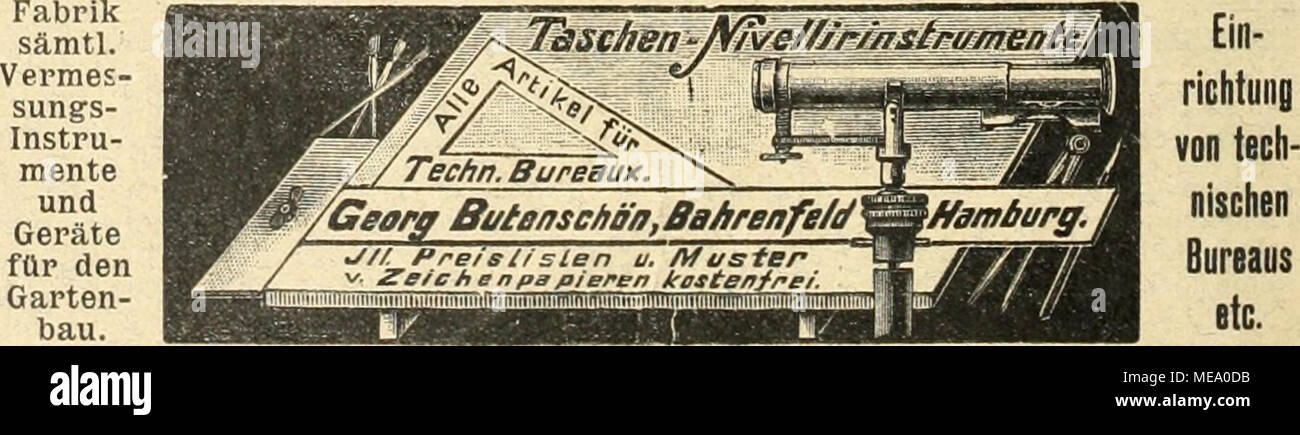 Fabrik
sämtl.
Vermes-
sungs-
Instru-
mente
und
Geräte
für den
Garten-
bau.
Taschen-Nivellirinstrumente
Alle Artikel für
Techn. Bureaux.
Georg Butenschön, Bahrenfeld Hamburg.
Jll. Preislisten u. Muster
v. Zeichenpapieren kostenfrei.
Ein-
richtung
von tech-
nischen
Bureaus
etc.
alamy
a
a
a
a
alamy
Image ID: MEA0DB
www.alamy.com